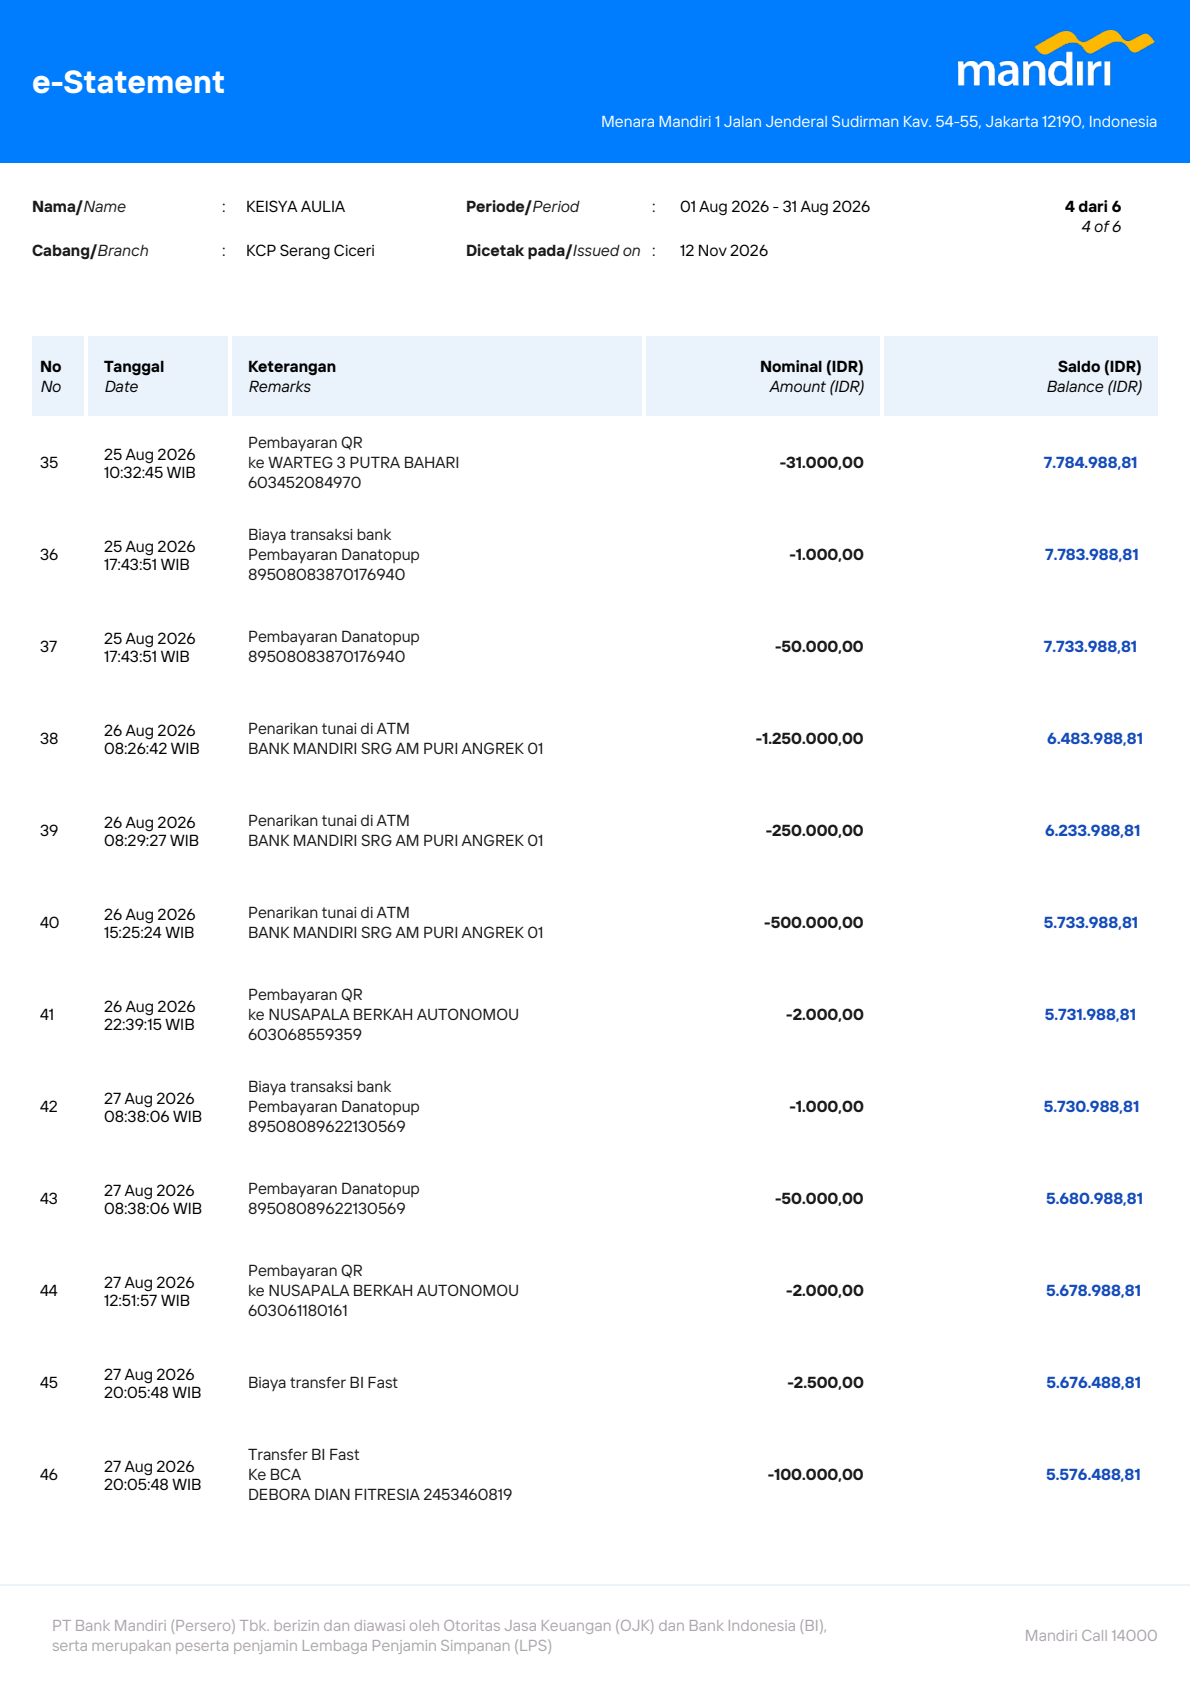 e-Statement
mandiri
Menara Mandiri 1 Jalan Jenderal Sudirman Kav. 54-55, Jakarta 12190, Indonesia
Nama/Name : KEISYA AULIA Periode/Period : 01 Aug 2026 - 31 Aug 2026 4 dari 6
4 of 6
Cabang/Branch : KCP Serang Ciceri Dicetak pada/Issued on : 12 Nov 2026
No Tanggal Keterangan Nominal (IDR) Saldo (IDR)
No Date Remarks Amount (IDR) Balance (IDR)
35
25 Aug 2026
10:32:45 WIB
Pembayaran QR
ke WARTEG 3 PUTRA BAHARI
603452084970
-31.000,00
7.784.988,81
36
25 Aug 2026
17:43:51 WIB
Biaya transaksi bank
Pembayaran Danatopup
89508083870176940
-1.000,00
7.783.988,81
37
25 Aug 2026
17:43:51 WIB
Pembayaran Danatopup
89508083870176940
-50.000,00
7.733.988,81
38
26 Aug 2026
08:26:42 WIB
Penarikan tunai di ATM
BANK MANDIRI SRG AM PURI ANGREK 01
-1.250.000,00
6.483.988,81
39
26 Aug 2026
08:29:27 WIB
Penarikan tunai di ATM
BANK MANDIRI SRG AM PURI ANGREK 01
-250.000,00
6.233.988,81
40
26 Aug 2026
15:25:24 WIB
Penarikan tunai di ATM
BANK MANDIRI SRG AM PURI ANGREK 01
-500.000,00
5.733.988,81
41
26 Aug 2026
22:39:15 WIB
Pembayaran QR
ke NUSAPALA BERKAH AUTONOMOU
603068559359
-2.000,00
5.731.988,81
42
27 Aug 2026
08:38:06 WIB
Biaya transaksi bank
Pembayaran Danatopup
89508089622130569
-1.000,00
5.730.988,81
43
27 Aug 2026
08:38:06 WIB
Pembayaran Danatopup
89508089622130569
-50.000,00
5.680.988,81
44
27 Aug 2026
12:51:57 WIB
Pembayaran QR
ke NUSAPALA BERKAH AUTONOMOU
603061180161
-2.000,00
5.678.988,81
45
27 Aug 2026
20:05:48 WIB
Biaya transfer BI Fast
-2.500,00
5.676.488,81
46
27 Aug 2026
20:05:48 WIB
Transfer BI Fast
Ke BCA
DEBORA DIAN FITRESIA 2453460819
-100.000,00
5.576.488,81
PT Bank Mandiri (Persero) Tbk. berizin dan diawasi oleh Otoritas Jasa Keuangan (OJK) dan Bank Indonesia (BI),
serta merupakan peserta penjamin Lembaga Penjamin Simpanan (LPS)
Mandiri Call 14000